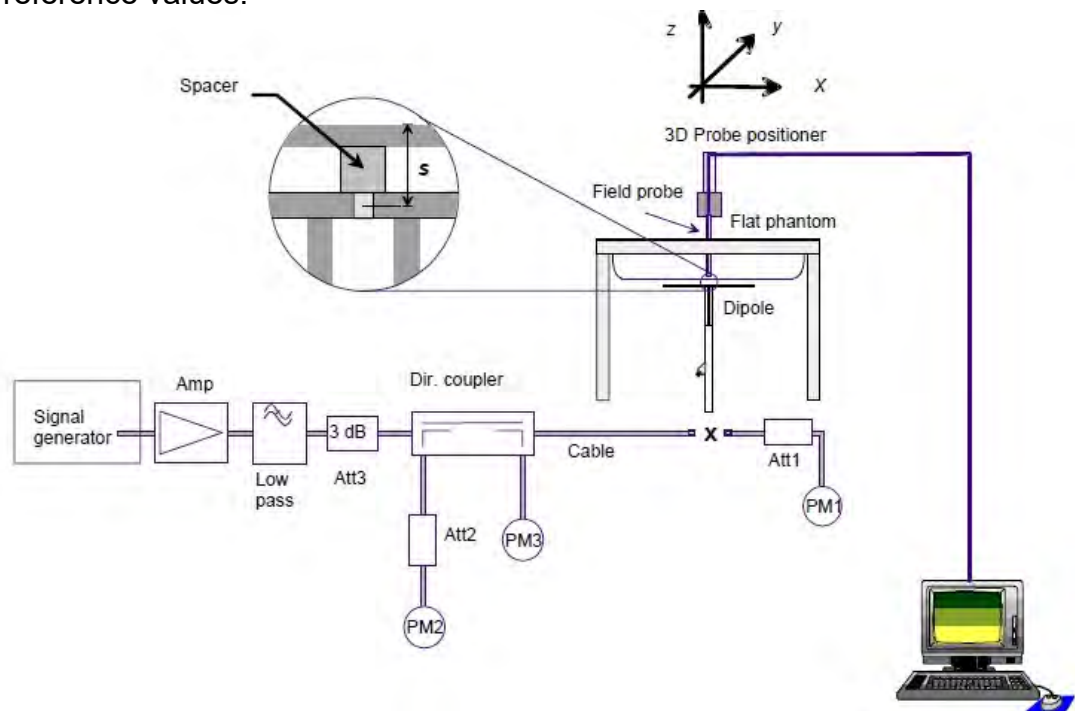 reference values.
z
y
X
Spacer
s
3D Probe positioner
Field probe
Flat phantom
Dipole
Signal
generator
Amp
Low
pass
3 dB
Att3
Dir. coupler
Cable
X
Att1
PM1
Att2
PM3
PM2